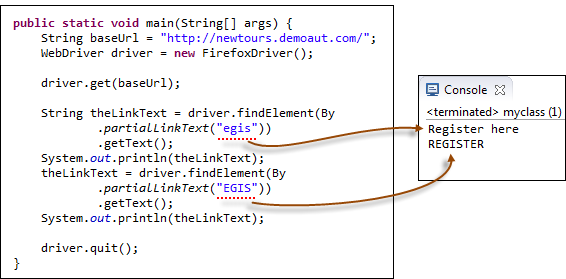 public static void main(String[] args) {
String baseUrl = "http://newtours.demoaut.com/";
WebDriver driver = new FirefoxDriver();
driver.get(baseUrl);
String theLinkText = driver.findElement(By
.partialLinkText("egis"))
.getText();
System.out.println(theLinkText);
theLinkText = driver.findElement(By
.partialLinkText("EGIS"))
.getText();
System.out.println(theLinkText);
driver.quit();
}
Console
<terminated> myclass (1)
Register here
REGISTER